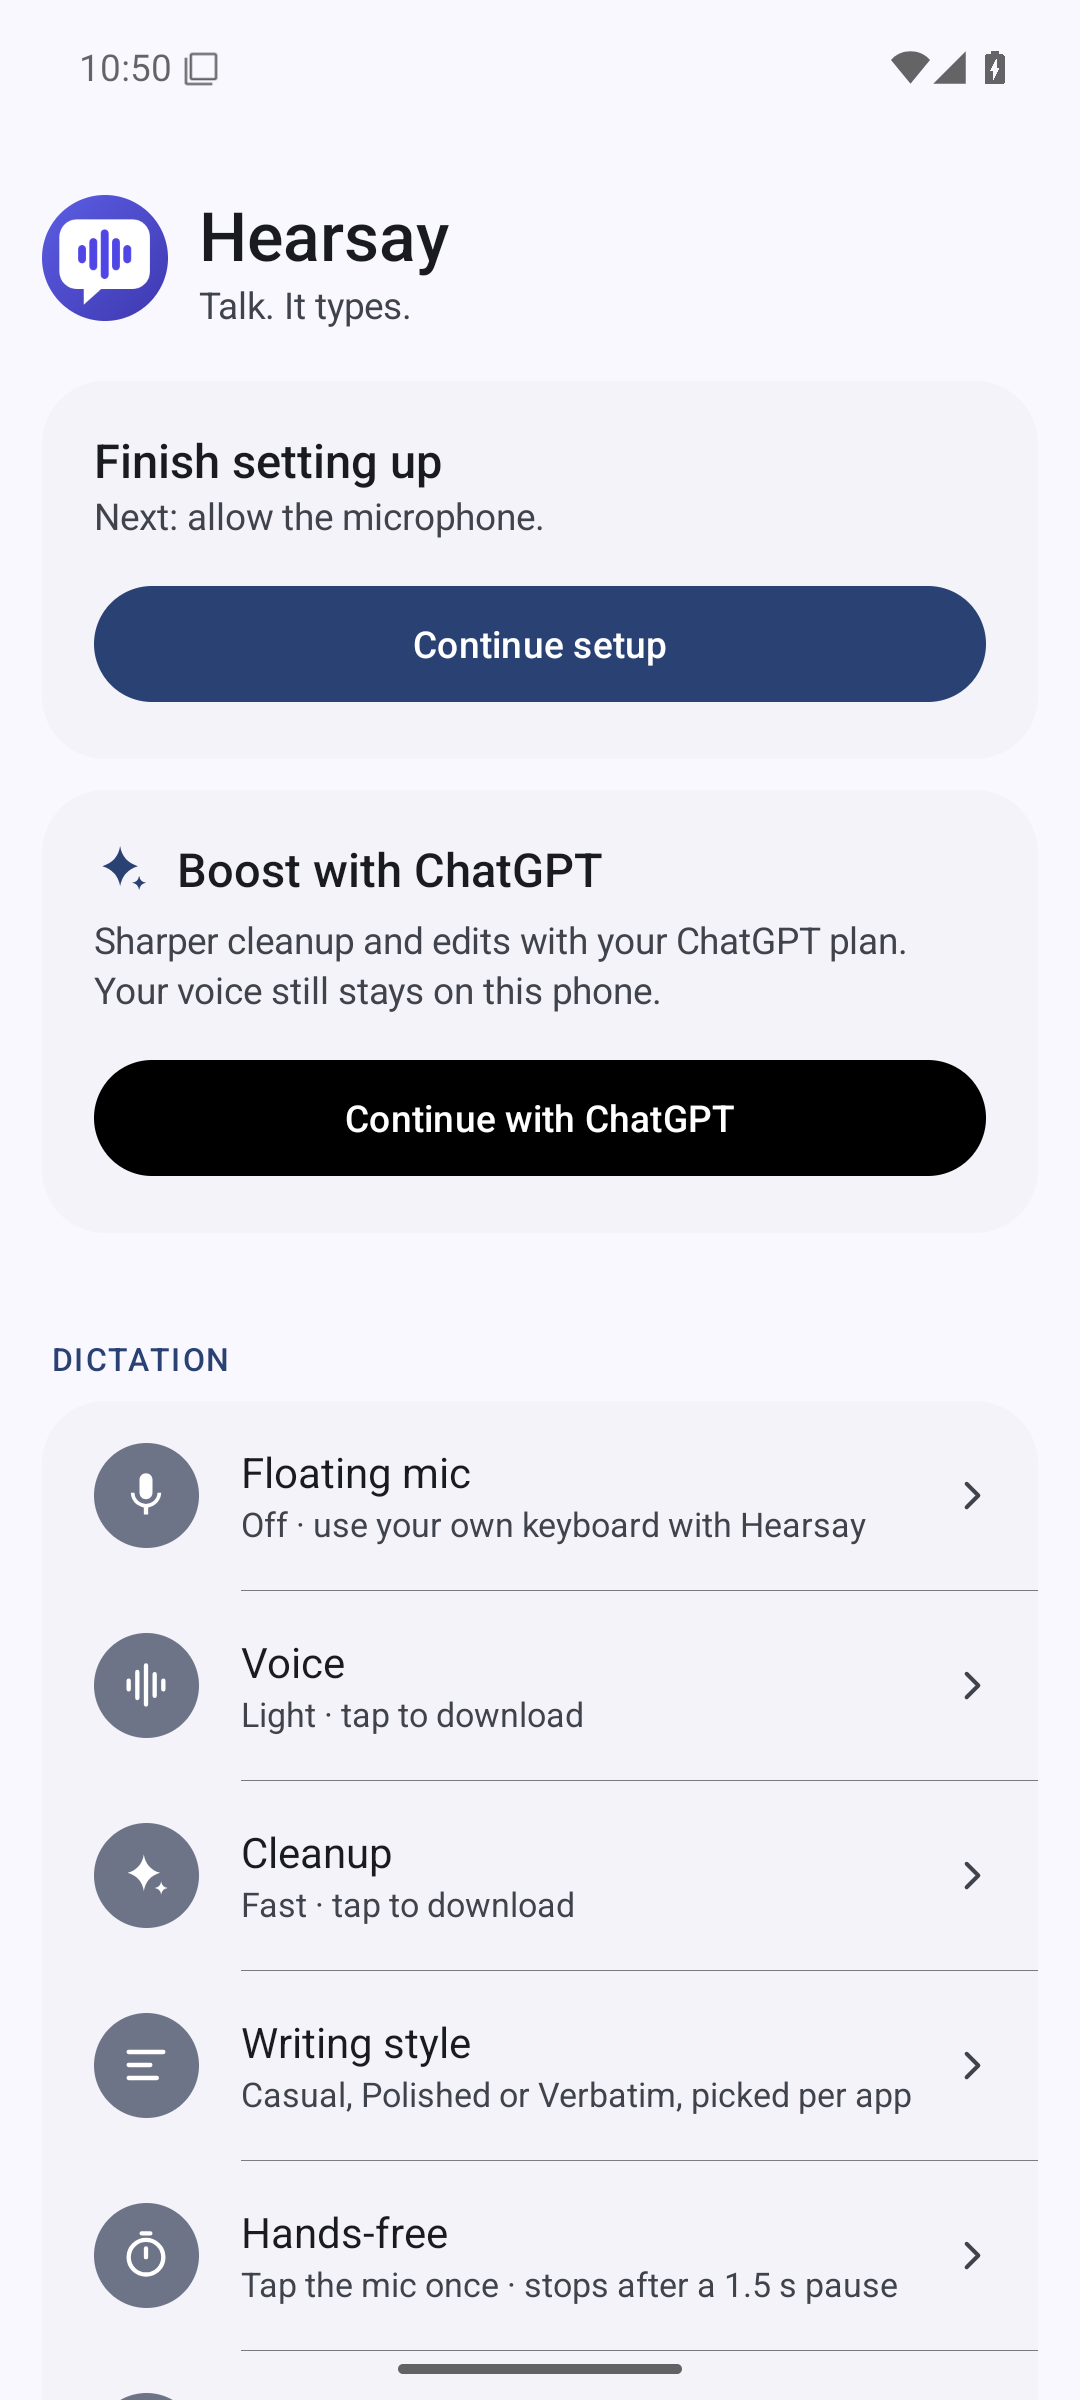 10:50
Hearsay
Talk. It types.
Finish setting up
Next: allow the microphone.
Continue setup
Boost with ChatGPT
Sharper cleanup and edits with your ChatGPT plan.
Your voice still stays on this phone.
Continue with ChatGPT
DICTATION
Floating mic
Off · use your own keyboard with Hearsay
Voice
Light · tap to download
Cleanup
Fast · tap to download
Writing style
Casual, Polished or Verbatim, picked per app
Hands-free
Tap the mic once · stops after a 1.5 s pause